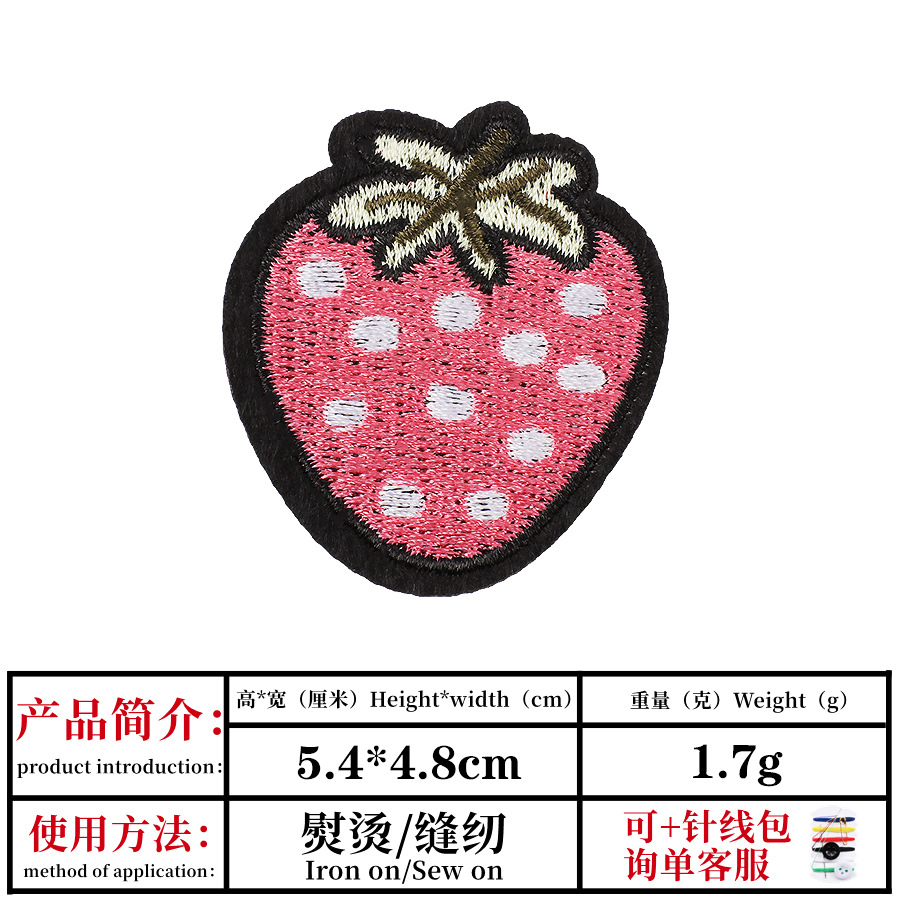 产品简介：
product introduction:
高*宽（厘米）Height*width（cm）
重量（克）Weight（g）
5.4*4.8cm
1.7g
使用方法：
method of application:
熨烫/缝纫
Iron on/Sew on
可+针线包
询单客服